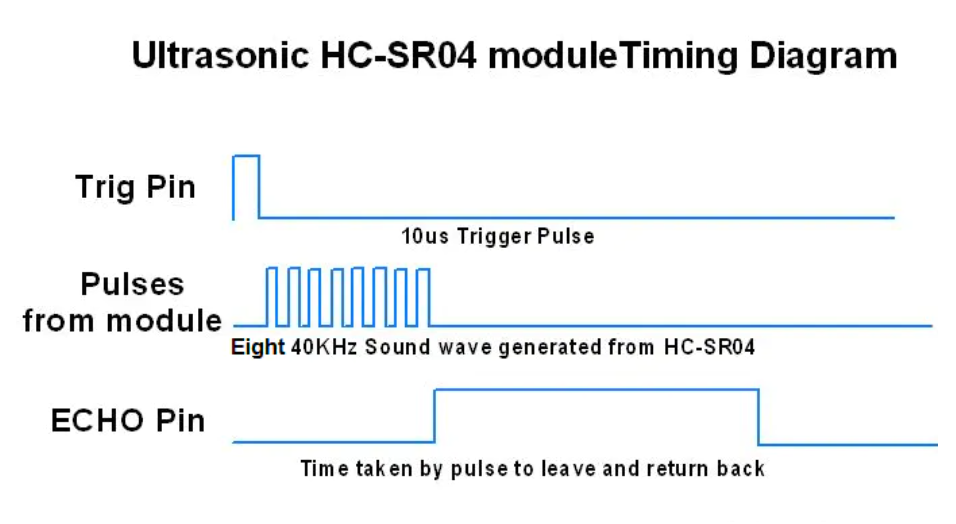 Ultrasonic HC-SR04 moduleTiming Diagram
Trig Pin
10us Trigger Pulse
Pulses
from module
Eight 40KHz Sound wave generated from HC-SR04
ECHO Pin
Time taken by pulse to leave and return back